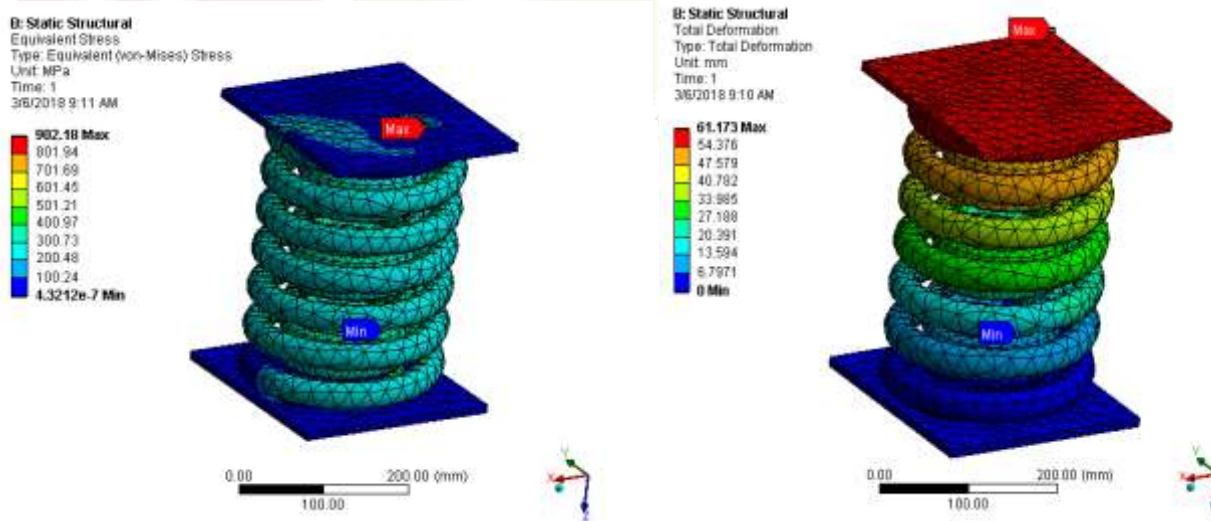 B: Static Structural
Equivalent Stress
Type: Equivalent (von-Mises) Stress
Unit: MPa
Time: 1
3/6/2018 9:11 AM
902.18 Max
801.94
701.69
601.45
501.21
400.97
300.73
200.48
100.24
4.3212e-7 Min
Max
Min
0.00
200.00 (mm)
100.00
Y
X
Z
B: Static Structural
Total Deformation
Type: Total Deformation
Unit: mm
Time: 1
3/6/2018 9:10 AM
61.173 Max
54.376
47.579
40.782
33.985
27.188
20.391
13.594
6.7971
0 Min
Max
Min
0.00
200.00 (mm)
100.00
Y
X